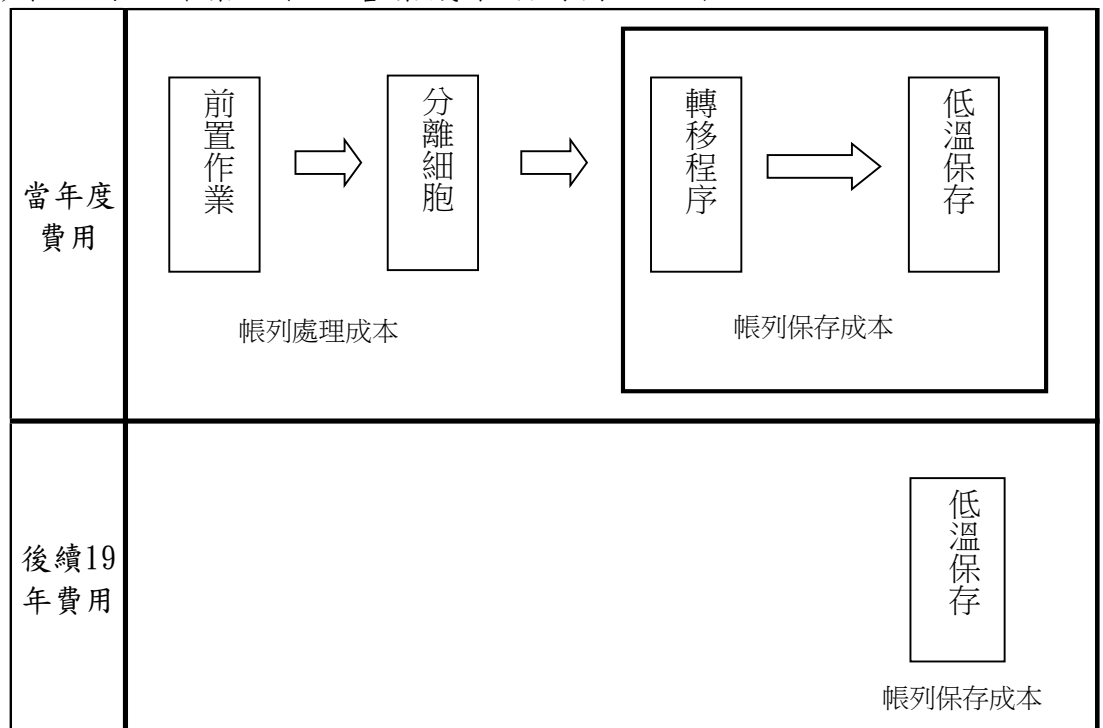 當年度
費用
前置作業
分離細胞
轉移程序
低溫保存
帳列處理成本
帳列保存成本
後續19
年費用
低溫保存
帳列保存成本